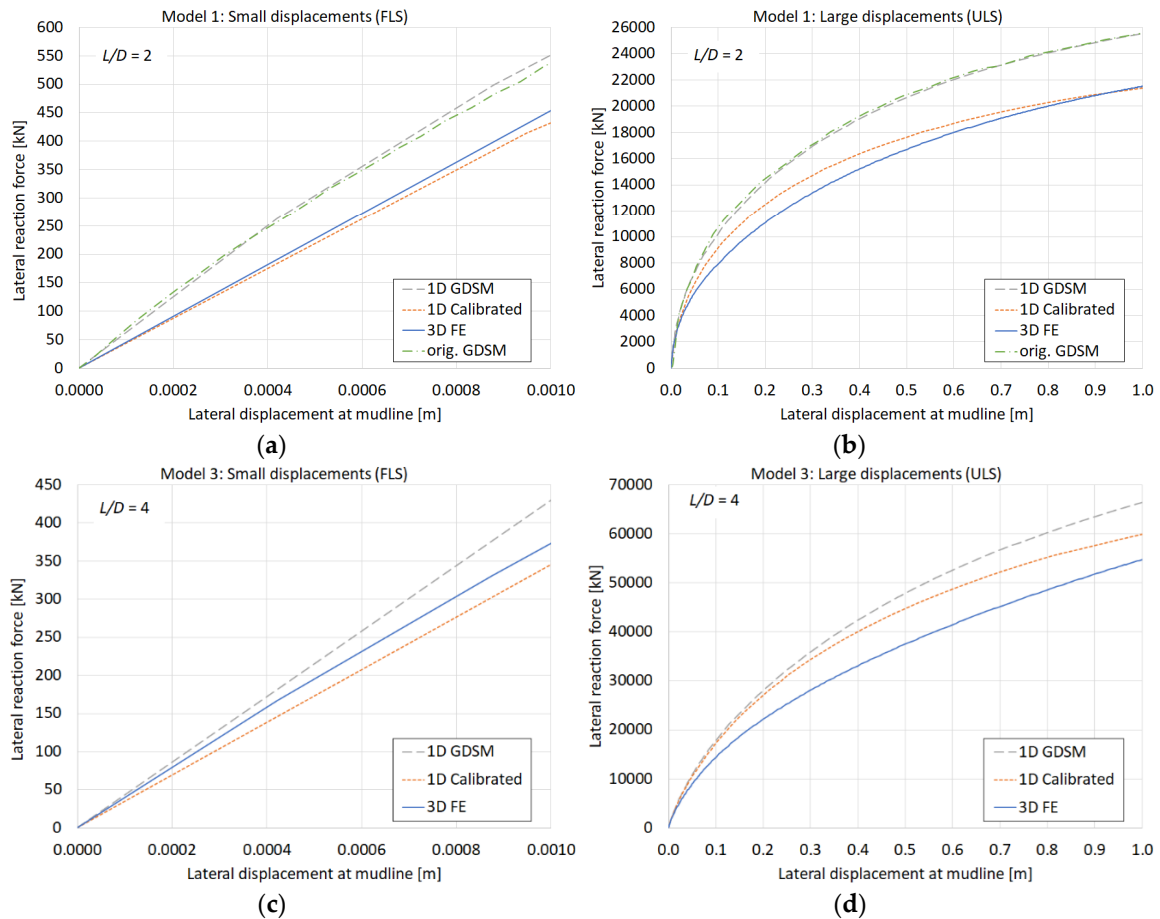 Model 1: Small displacements (FLS)
600
550
500
450
400
350
300
250
200
150
100
50
0
Lateral reaction force [kN]
L/D = 2
1D GDSM
1D Calibrated
3D FE
orig. GDSM
0.0000 0.0002 0.0004 0.0006 0.0008 0.0010
Lateral displacement at mudline [m]
(a)
Model 1: Large displacements (ULS)
26000
24000
22000
20000
18000
16000
14000
12000
10000
8000
6000
4000
2000
0
Lateral reaction force [kN]
L/D = 2
1D GDSM
1D Calibrated
3D FE
orig. GDSM
0.0 0.1 0.2 0.3 0.4 0.5 0.6 0.7 0.8 0.9 1.0
Lateral displacement at mudline [m]
(b)
Model 3: Small displacements (FLS)
450
400
350
300
250
200
150
100
50
0
Lateral reaction force [kN]
L/D = 4
1D GDSM
1D Calibrated
3D FE
0.0000 0.0002 0.0004 0.0006 0.0008 0.0010
Lateral displacement at mudline [m]
(c)
Model 3: Large displacements (ULS)
70000
60000
50000
40000
30000
20000
10000
0
Lateral reaction force [kN]
L/D = 4
1D GDSM
1D Calibrated
3D FE
0.0 0.1 0.2 0.3 0.4 0.5 0.6 0.7 0.8 0.9 1.0
Lateral displacement at mudline [m]
(d)